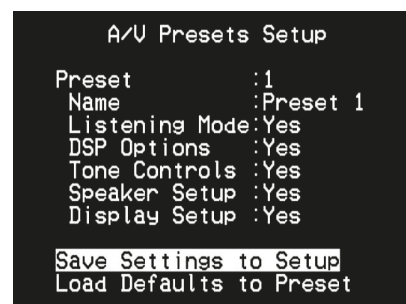 A/V Presets Setup
Preset :1
Name :Preset 1
Listening Mode:Yes
DSP Options :Yes
Tone Controls :Yes
Speaker Setup :Yes
Display Setup :Yes
Save Settings to Setup
Load Defaults to Preset